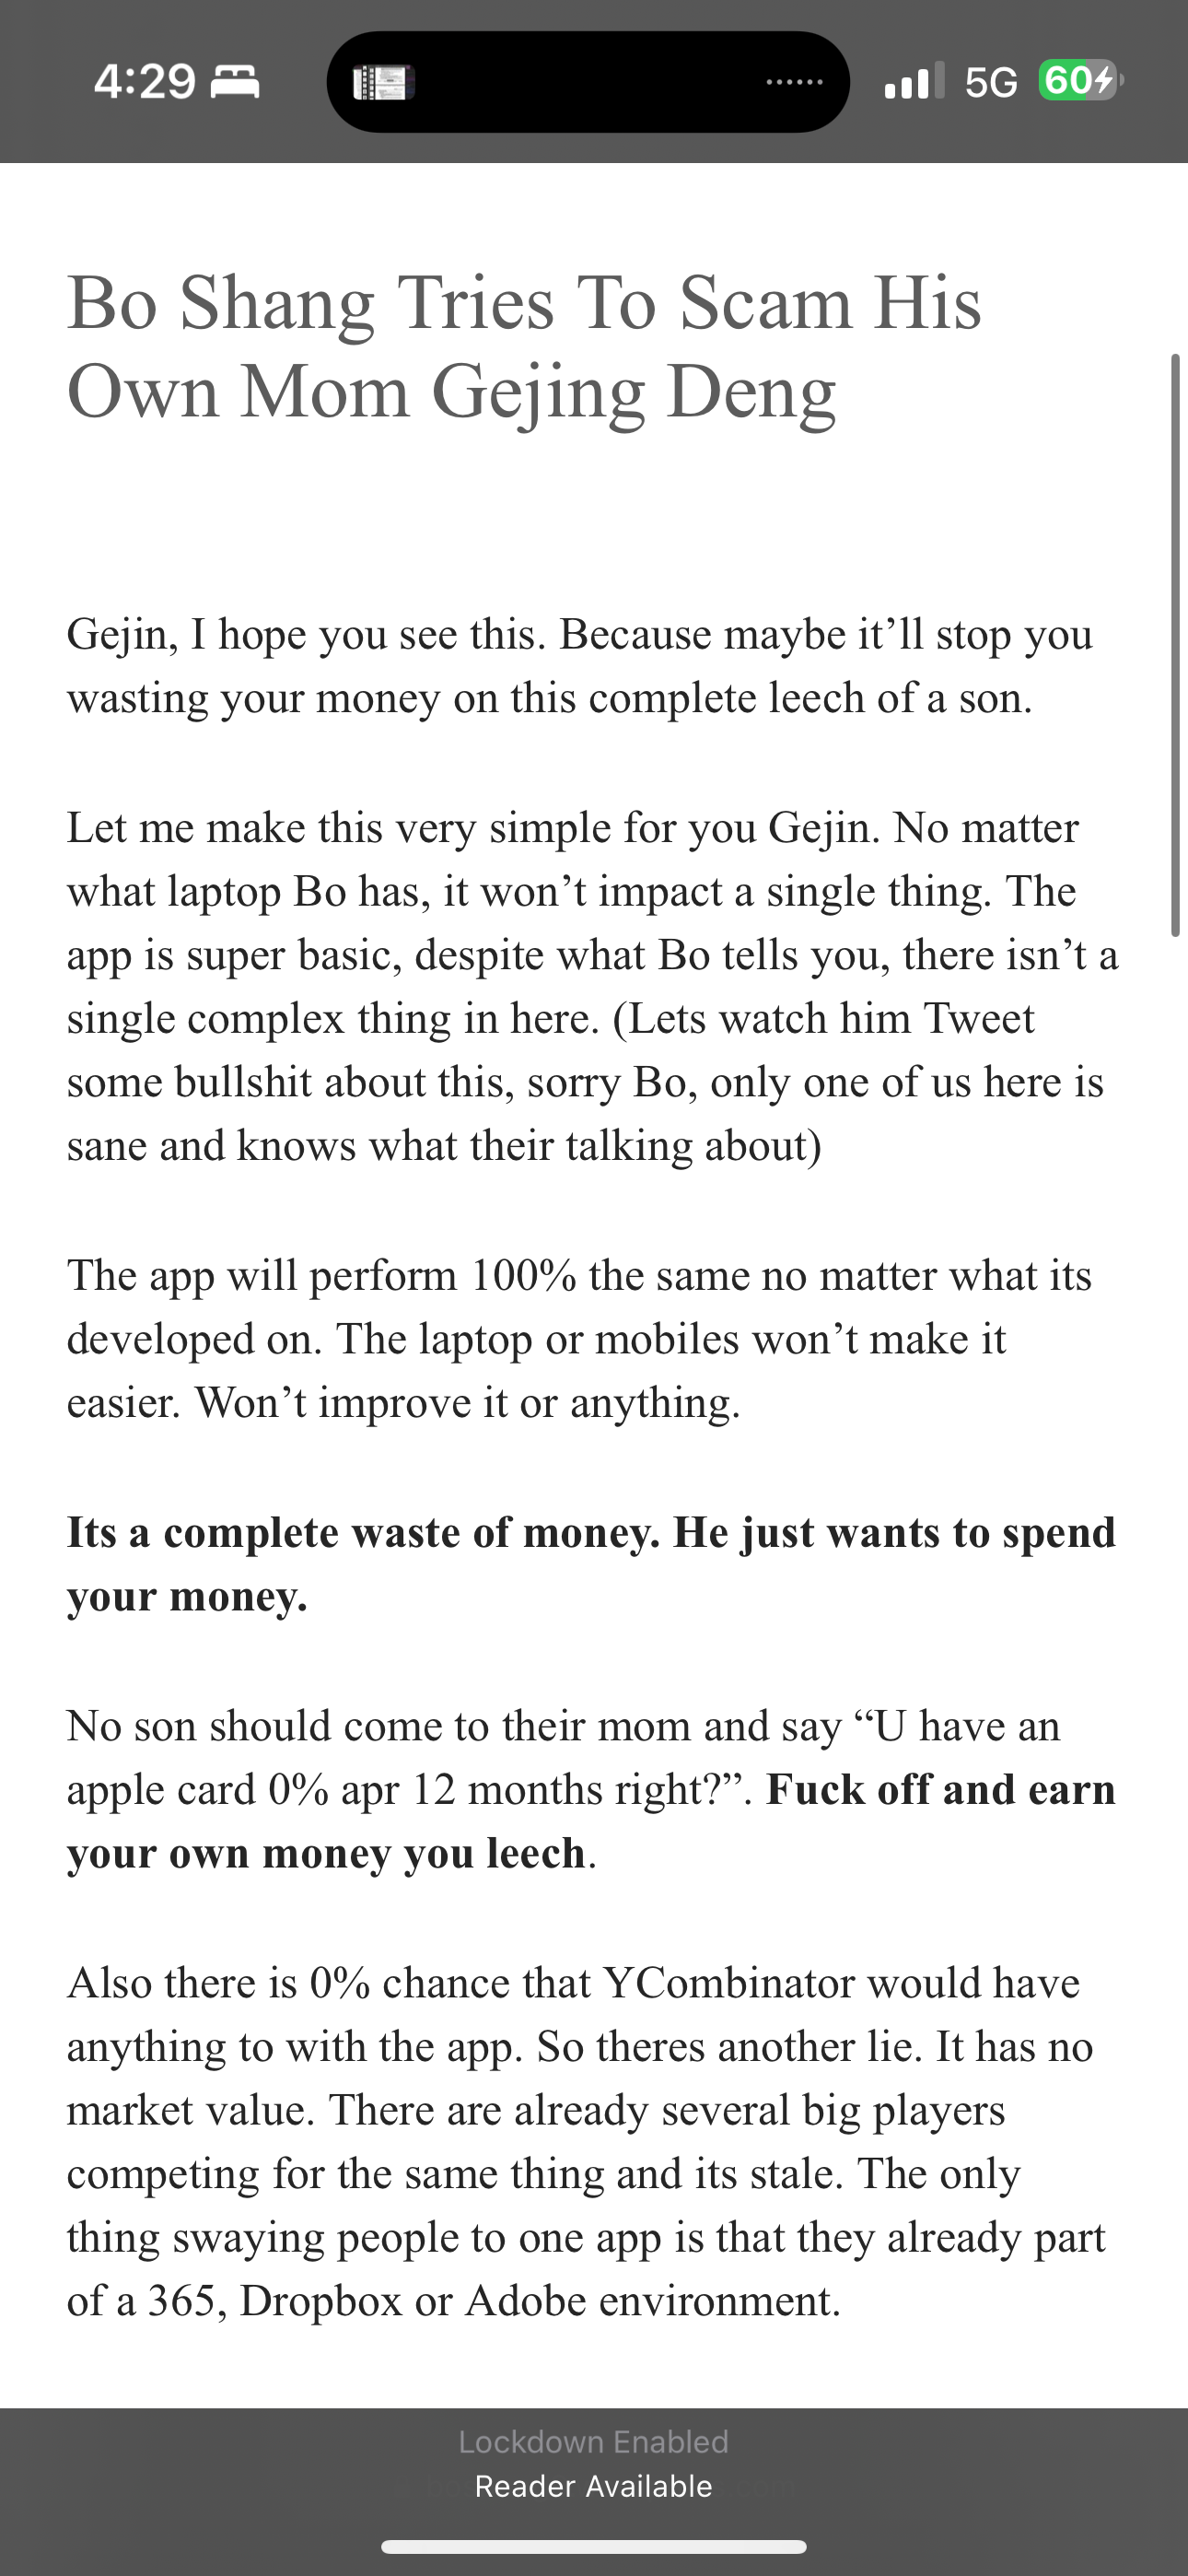 4:29
5G 60
Bo Shang Tries To Scam His
Own Mom Gejing Deng
Gejin, I hope you see this. Because maybe it’ll stop you
wasting your money on this complete leech of a son.
Let me make this very simple for you Gejin. No matter
what laptop Bo has, it won’t impact a single thing. The
app is super basic, despite what Bo tells you, there isn’t a
single complex thing in here. (Lets watch him Tweet
some bullshit about this, sorry Bo, only one of us here is
sane and knows what their talking about)
The app will perform 100% the same no matter what its
developed on. The laptop or mobiles won’t make it
easier. Won’t improve it or anything.
Its a complete waste of money. He just wants to spend
your money.
No son should come to their mom and say “U have an
apple card 0% apr 12 months right?”. Fuck off and earn
your own money you leech.
Also there is 0% chance that YCombinator would have
anything to with the app. So theres another lie. It has no
market value. There are already several big players
competing for the same thing and its stale. The only
thing swaying people to one app is that they already part
of a 365, Dropbox or Adobe environment.
Lockdown Enabled
Reader Available